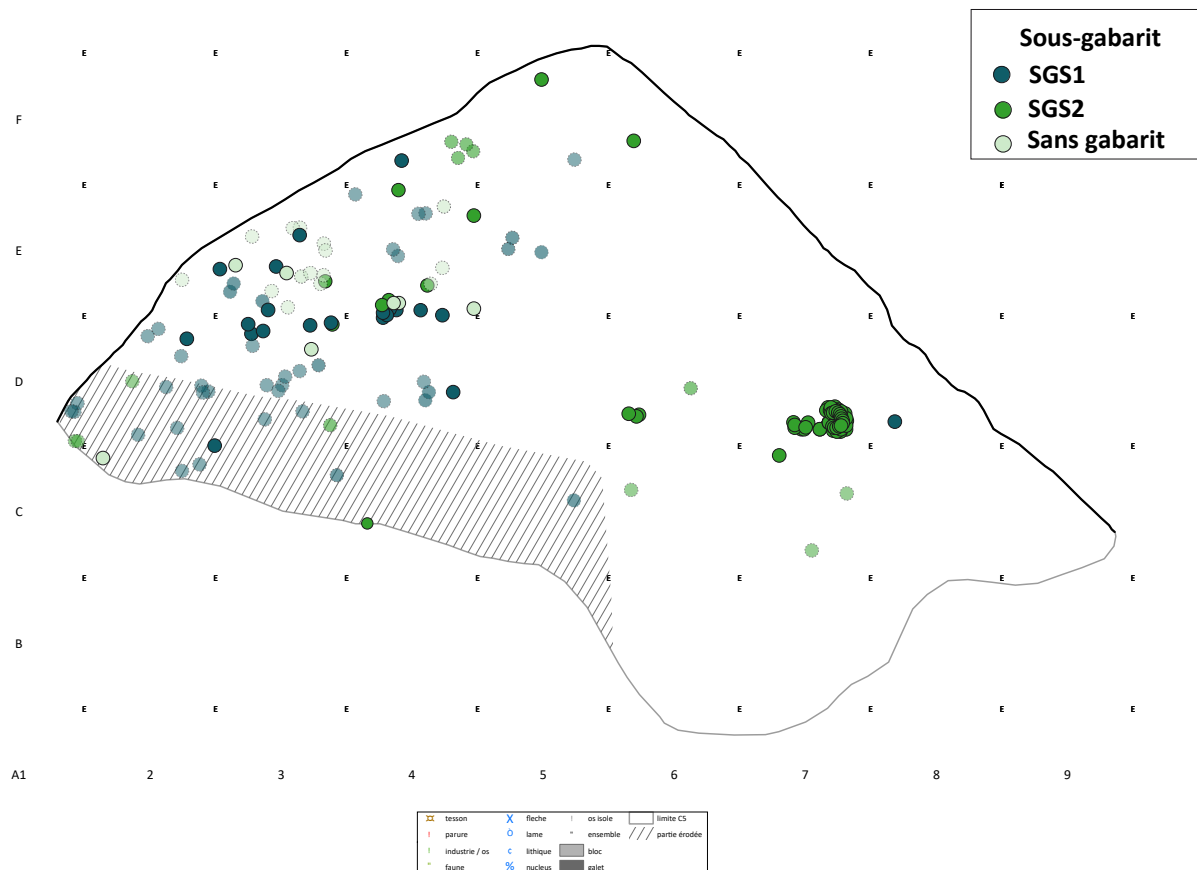 Sous-gabarit
SGS1
SGS2
Sans gabarit
E E E E E E E E
F
E E E E E E E E
E
E E E E E E E E E
D
E E E E E E E E E
C
E E E E E E E E E
B
E E E E E E E E E
A1 2 3 4 5 6 7 8 9
¤ tesson X fleche ! os isole limite C5
! parure Ò lame " ensemble partie érodée
! industrie / os ¢ lithique bloc
" faune % nucleus galet